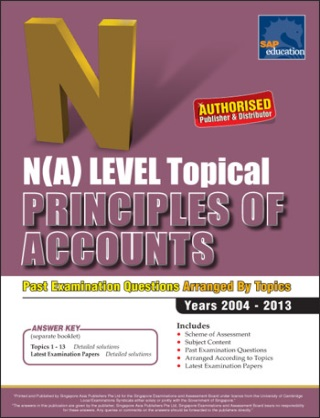 N
SAP
education
AUTHORISED
Publisher & Distributor
N(A) LEVEL Topical
PRINCIPLES OF
ACCOUNTS
Past Examination Questions Arranged By Topics
Years 2004 - 2013
ANSWER KEY
(separate booklet)
Topics 1 - 13 Detailed solutions
Latest Examination Papers Detailed solutions
Includes
• Scheme of Assessment
• Subject Content
• Past Examination Questions
• Arranged According to Topics
• Latest Examination Papers